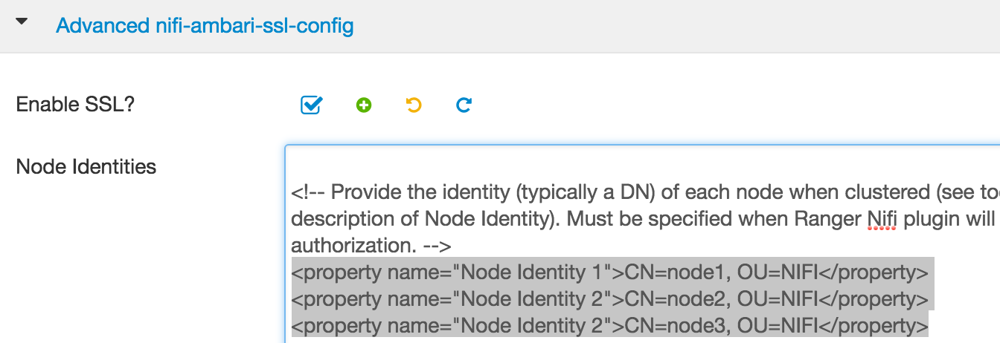 Advanced nifi-ambari-ssl-config
Enable SSL?
Node Identities
<!-- Provide the identity (typically a DN) of each node when clustered (see to
description of Node Identity). Must be specified when Ranger Nifi plugin will
authorization. -->
<property name="Node Identity 1">CN=node1, OU=NIFI</property>
<property name="Node Identity 2">CN=node2, OU=NIFI</property>
<property name="Node Identity 2">CN=node3, OU=NIFI</property>